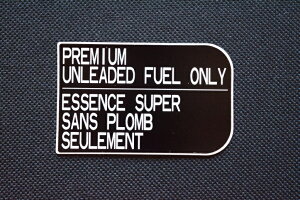 PREMIUM
UNLEADED FUEL ONLY
ESSENCE SUPER
SANS PLOMB
SEULEMENT